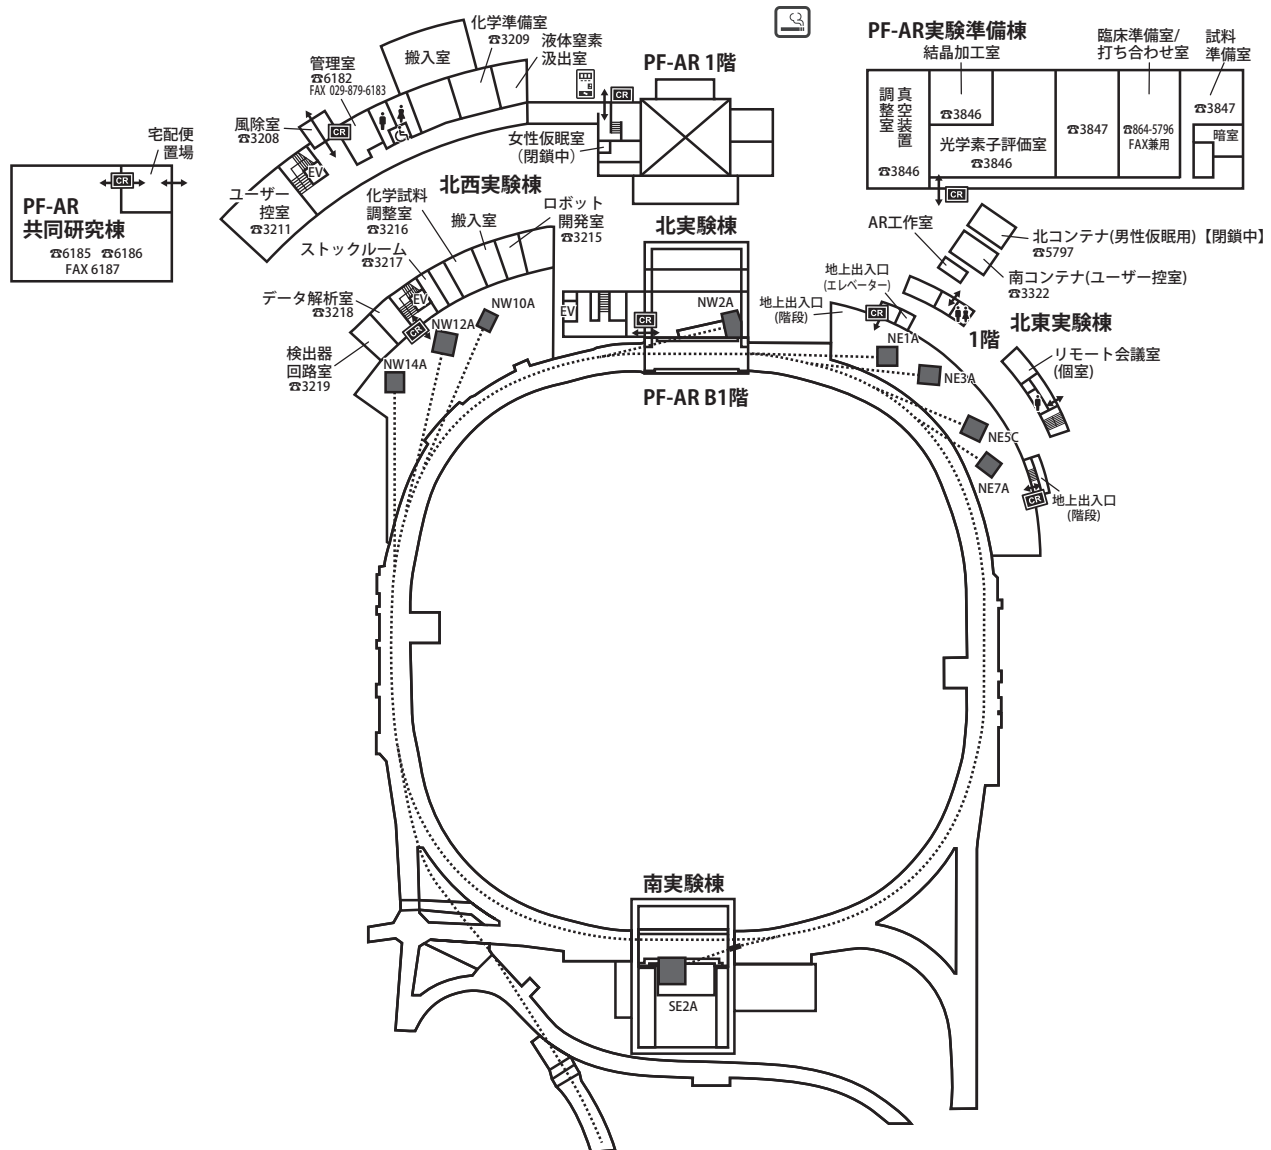 化学準備室
☎3209
液体窒素
汲出室
搬入室
管理室
☎6182
FAX 029-879-6183
風除室
☎3208
CR
EV
ユーザー
控室
☎3211
北西実験棟
PF-AR 1階
CR
女性仮眠室
(閉鎖中)
宅配便
置場
CR
PF-AR
共同研究棟
☎6185 ☎6186
FAX 6187
PF-AR実験準備棟
結晶加工室
臨床準備室/
打ち合わせ室
試料
準備室
真空装置
調整室
☎3846
☎3846
光学素子評価室
☎3846
☎3847
☎864-5796
FAX兼用
☎3847
暗室
CR
化学試料
調整室
☎3216
搬入室
ロボット
開発室
☎3215
ストックルーム
☎3217
データ解析室
☎3218
検出器
回路室
☎3219
EV
CR
NW10A
NW12A
NW14A
北実験棟
EV
CR
NW2A
PF-AR B1階
AR工作室
北コンテナ(男性仮眠用)【閉鎖中】
☎5797
南コンテナ(ユーザー控室)
☎3322
地上出入口
(エレベーター)
地上出入口
(階段)
CR
北東実験棟
1階
NE1A
NE3A
NE5C
NE7A
リモート会議室
(個室)
CR
地上出入口
(階段)
南実験棟
SE2A